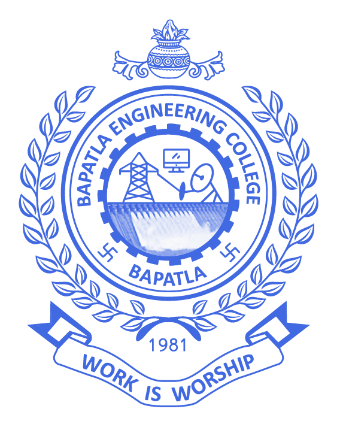 BAPATLA ENGINEERING COLLEGE
BAPATLA
1981
WORK IS WORSHIP